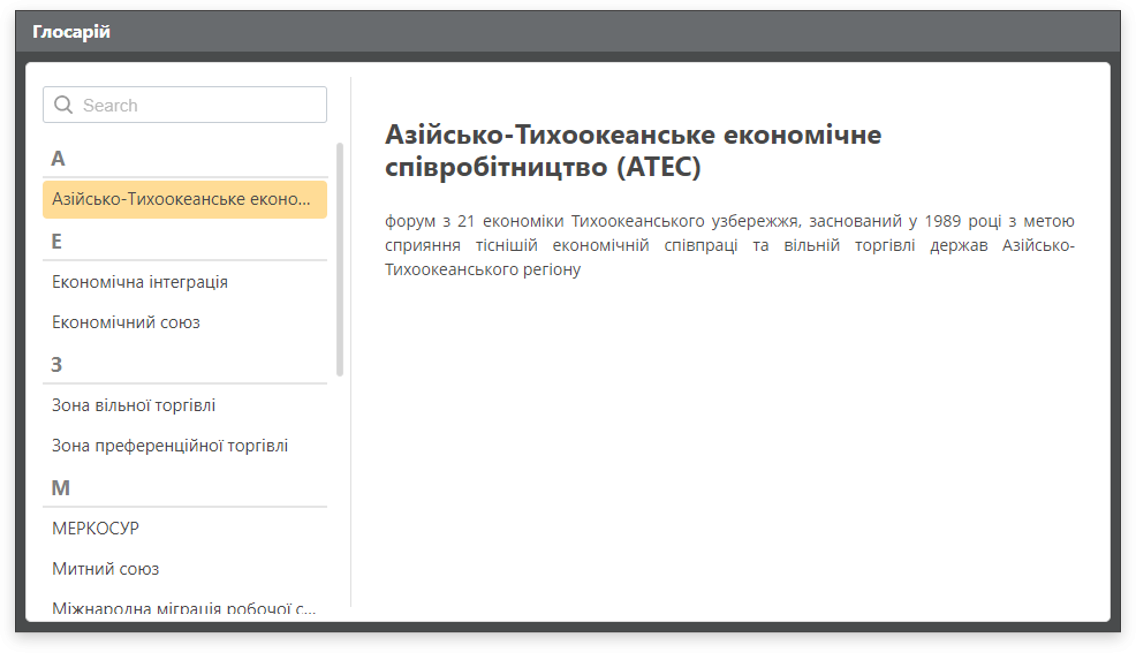 Глосарій
Search
А
Азійсько-Тихоокеанське еконо...
Е
Економічна інтеграція
Економічний союз
З
Зона вільної торгівлі
Зона преференційної торгівлі
М
МЕРКОСУР
Митний союз
Міжнародна міграція робочої с...
Азійсько-Тихоокеанське економічне
співробітництво (АТЕС)
форум з 21 економіки Тихоокеанського узбережжя, заснований у 1989 році з метою
сприяння тіснішій економічній співпраці та вільній торгівлі держав Азійсько-
Тихоокеанського регіону